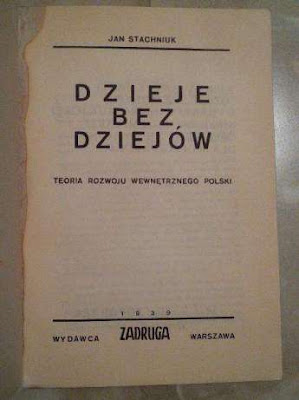 JAN STACHNIUK
DZIEJE
BEZ
DZIEJÓW
TEORIA ROZWOJU WEWNĘTRZNEGO POLSKI
1939
WYDAWCA ZADRUGA WARSZAWA